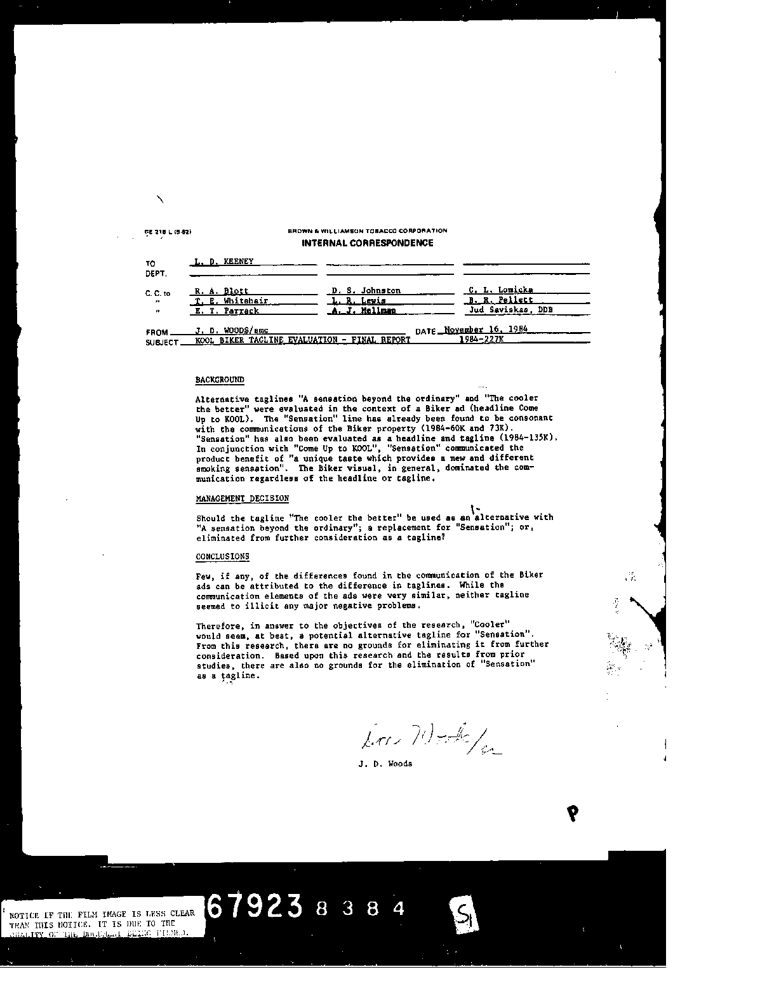 CE 218 L (5-82)
BROWN & WILLIAMSON TOBACCO CORPORATION
INTERNAL CORRESPONDENCE
TO L. D. KEENEY
DEPT.
C. C. to R. A. Blott D. S. Johnston C. L. Lowicka
" T. E. Whitehair L. R. Lewis B. R. Pellett
" E. T. Parrack A. J. Mellman Jud Saviskas, DDB
FROM J. D. WOODS/smc DATE November 16, 1984
SUBJECT KOOL BIKER TAGLINE EVALUATION - FINAL REPORT 1984-227K
BACKGROUND
Alternative taglines "A sensation beyond the ordinary" and "The cooler
the better" were evaluated in the context of a Biker ad (headline Come
Up to KOOL). The "Sensation" line has already been found to be consonant
with the communications of the Biker property (1984-60K and 73K).
"Sensation" has also been evaluated as a headline and tagline (1984-135K).
In conjunction with "Come Up to KOOL", "Sensation" communicated the
product benefit of "a unique taste which provides a new and different
smoking sensation". The Biker visual, in general, dominated the com-
munication regardless of the headline or tagline.
MANAGEMENT DECISION
Should the tagline "The cooler the better" be used as an alternative with
"A sensation beyond the ordinary"; a replacement for "Sensation"; or,
eliminated from further consideration as a tagline?
CONCLUSIONS
Few, if any, of the differences found in the communication of the Biker
ads can be attributed to the difference in taglines. While the
communication elements of the ads were very similar, neither tagline
seemed to illicit any major negative problems.
Therefore, in answer to the objectives of the research, "Cooler"
would seem, at best, a potential alternative tagline for "Sensation".
From this research, there are no grounds for eliminating it from further
consideration. Based upon this research and the results from prior
studies, there are also no grounds for the elimination of "Sensation"
as a tagline.
J. D. Woods
P
NOTICE IF THE FILM IMAGE IS LESS CLEAR
THAN THIS NOTICE, IT IS DUE TO THE
QUALITY OF THE DOCUMENT BEING FILMED.
67923 8384